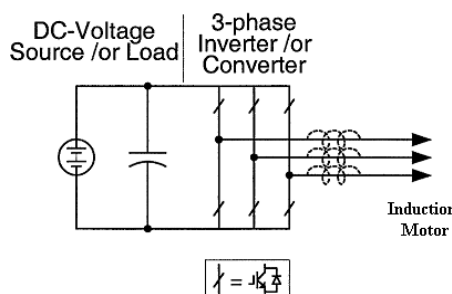 DC-Voltage
Source /or Load
3-phase
Inverter /or
Converter
Induction
Motor
=